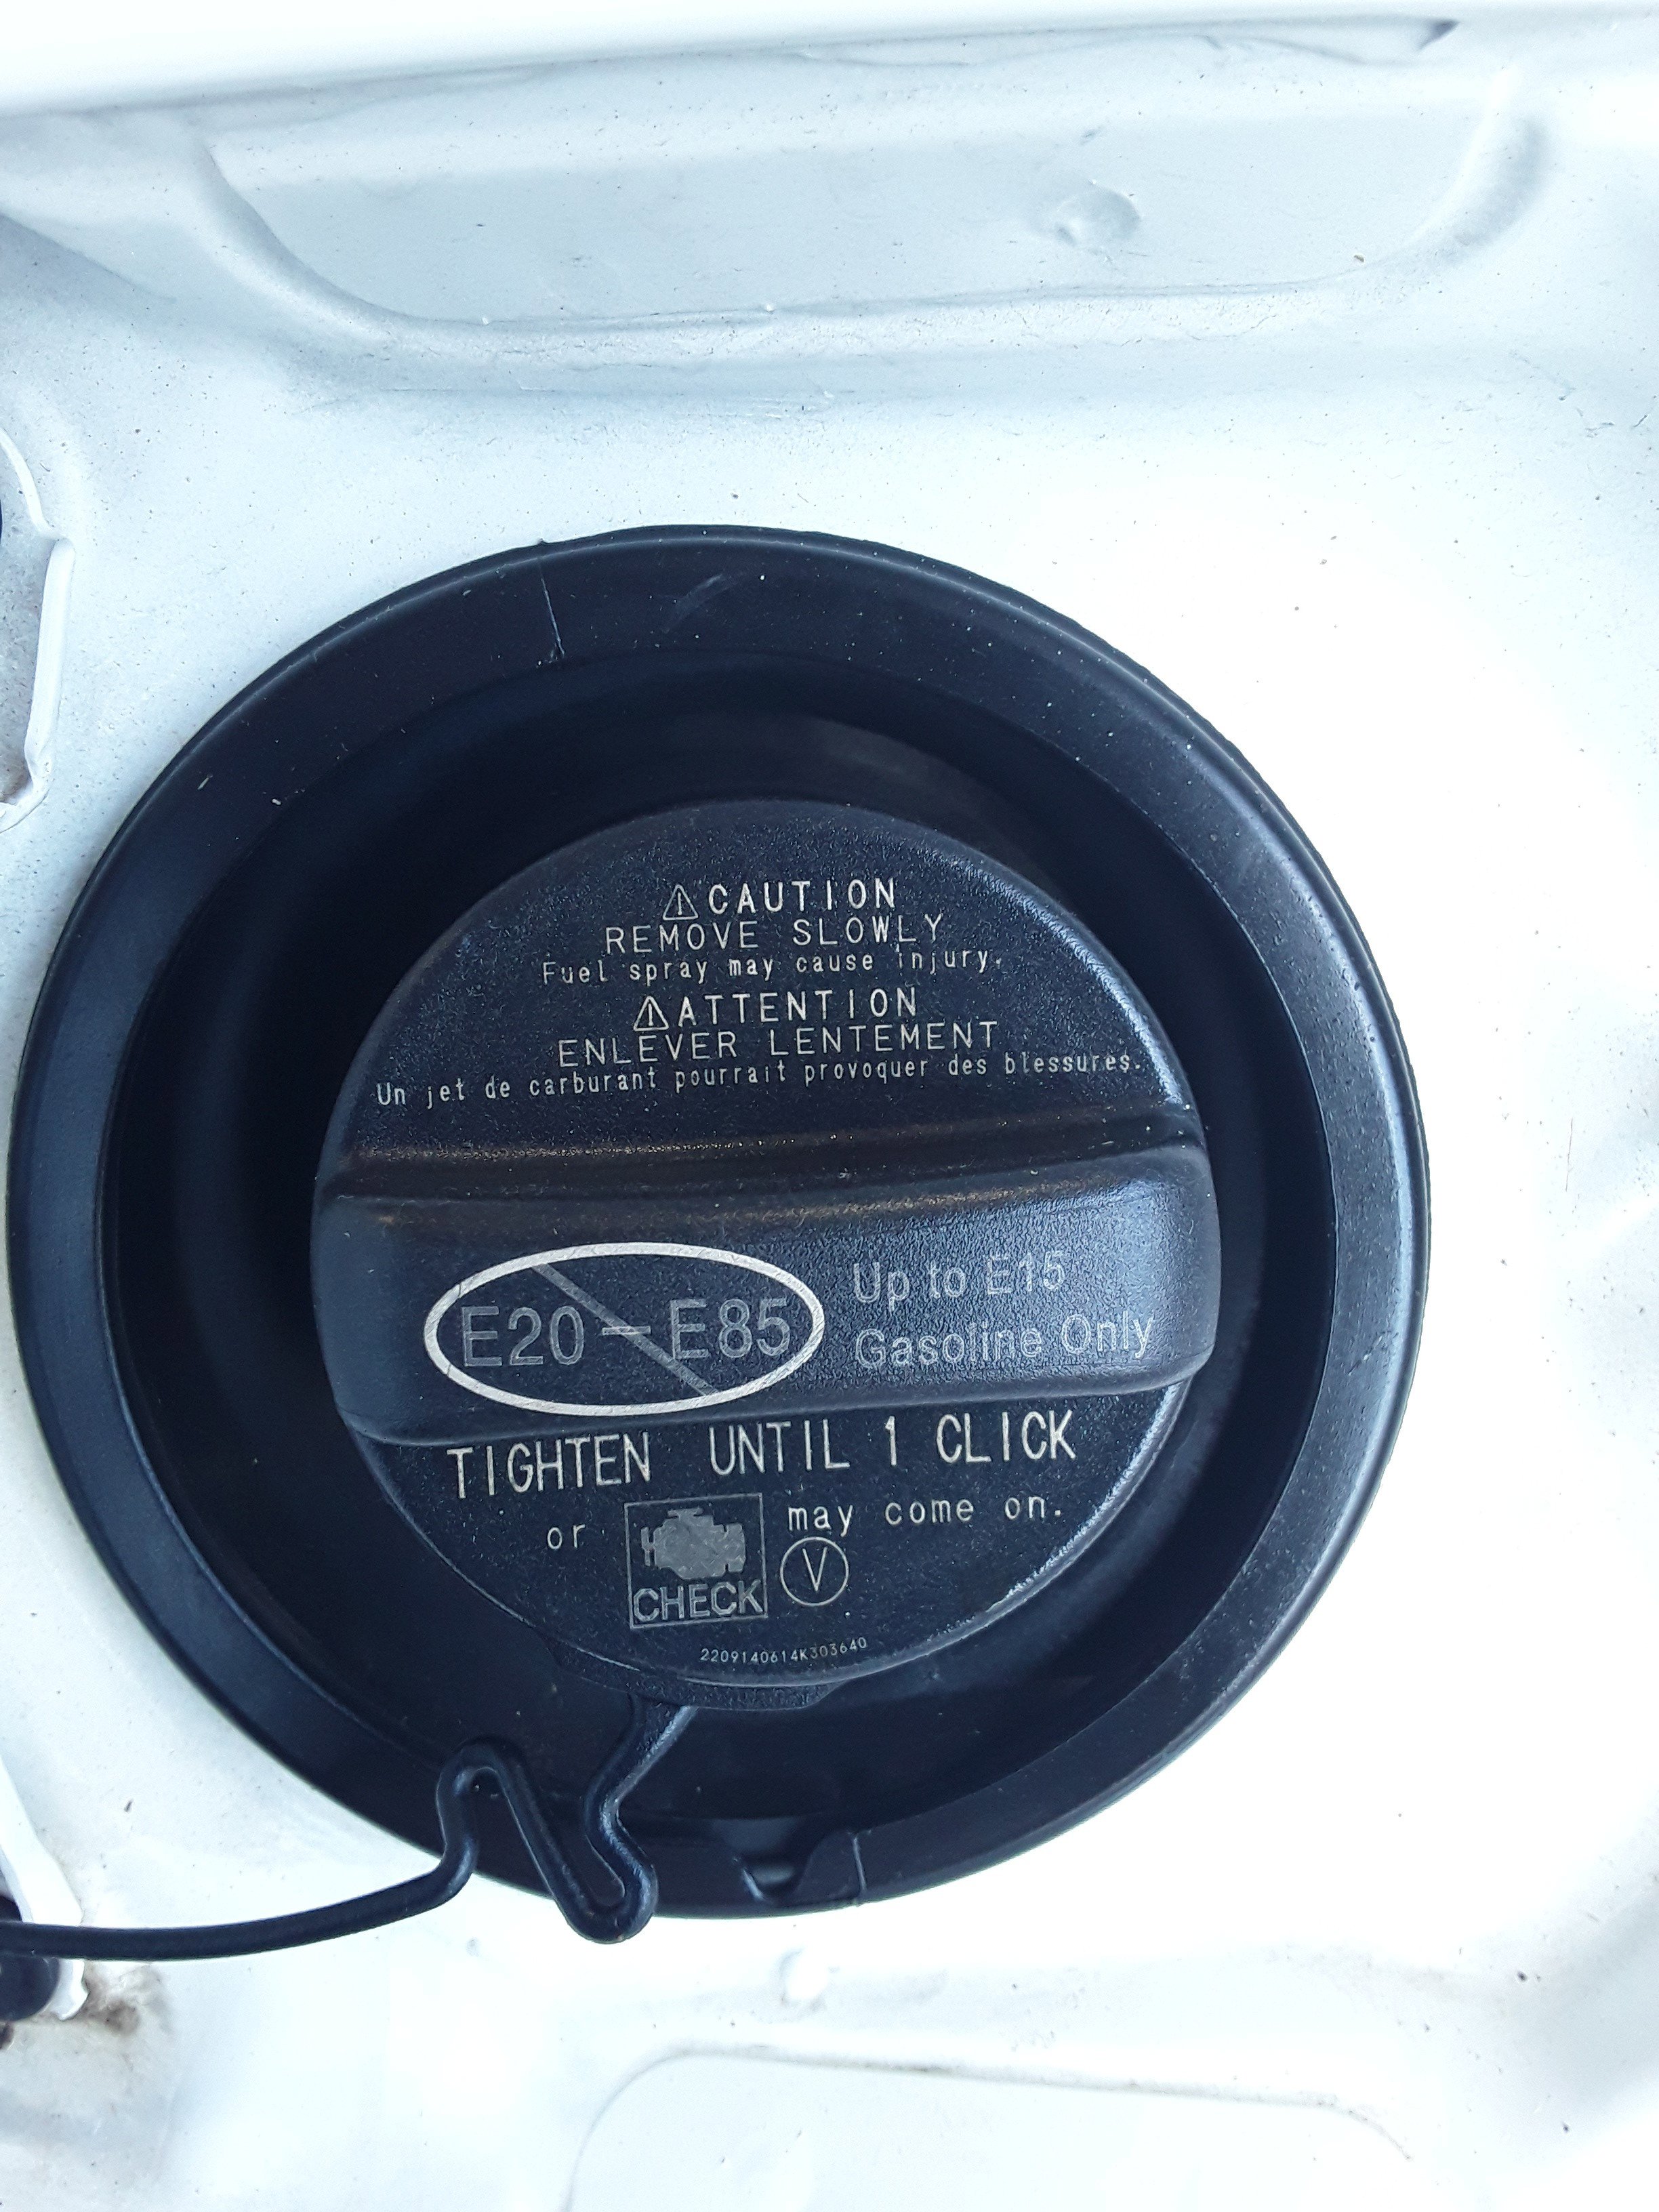 ⚠CAUTION
REMOVE SLOWLY
Fuel spray may cause injury.
⚠ATTENTION
ENLEVER LENTEMENT
Un jet de carburant pourrait provoquer des blessures.
E20-E85 Up to E15
Gasoline Only
TIGHTEN UNTIL 1 CLICK
or CHECK may come on.
V
2209140614K303640